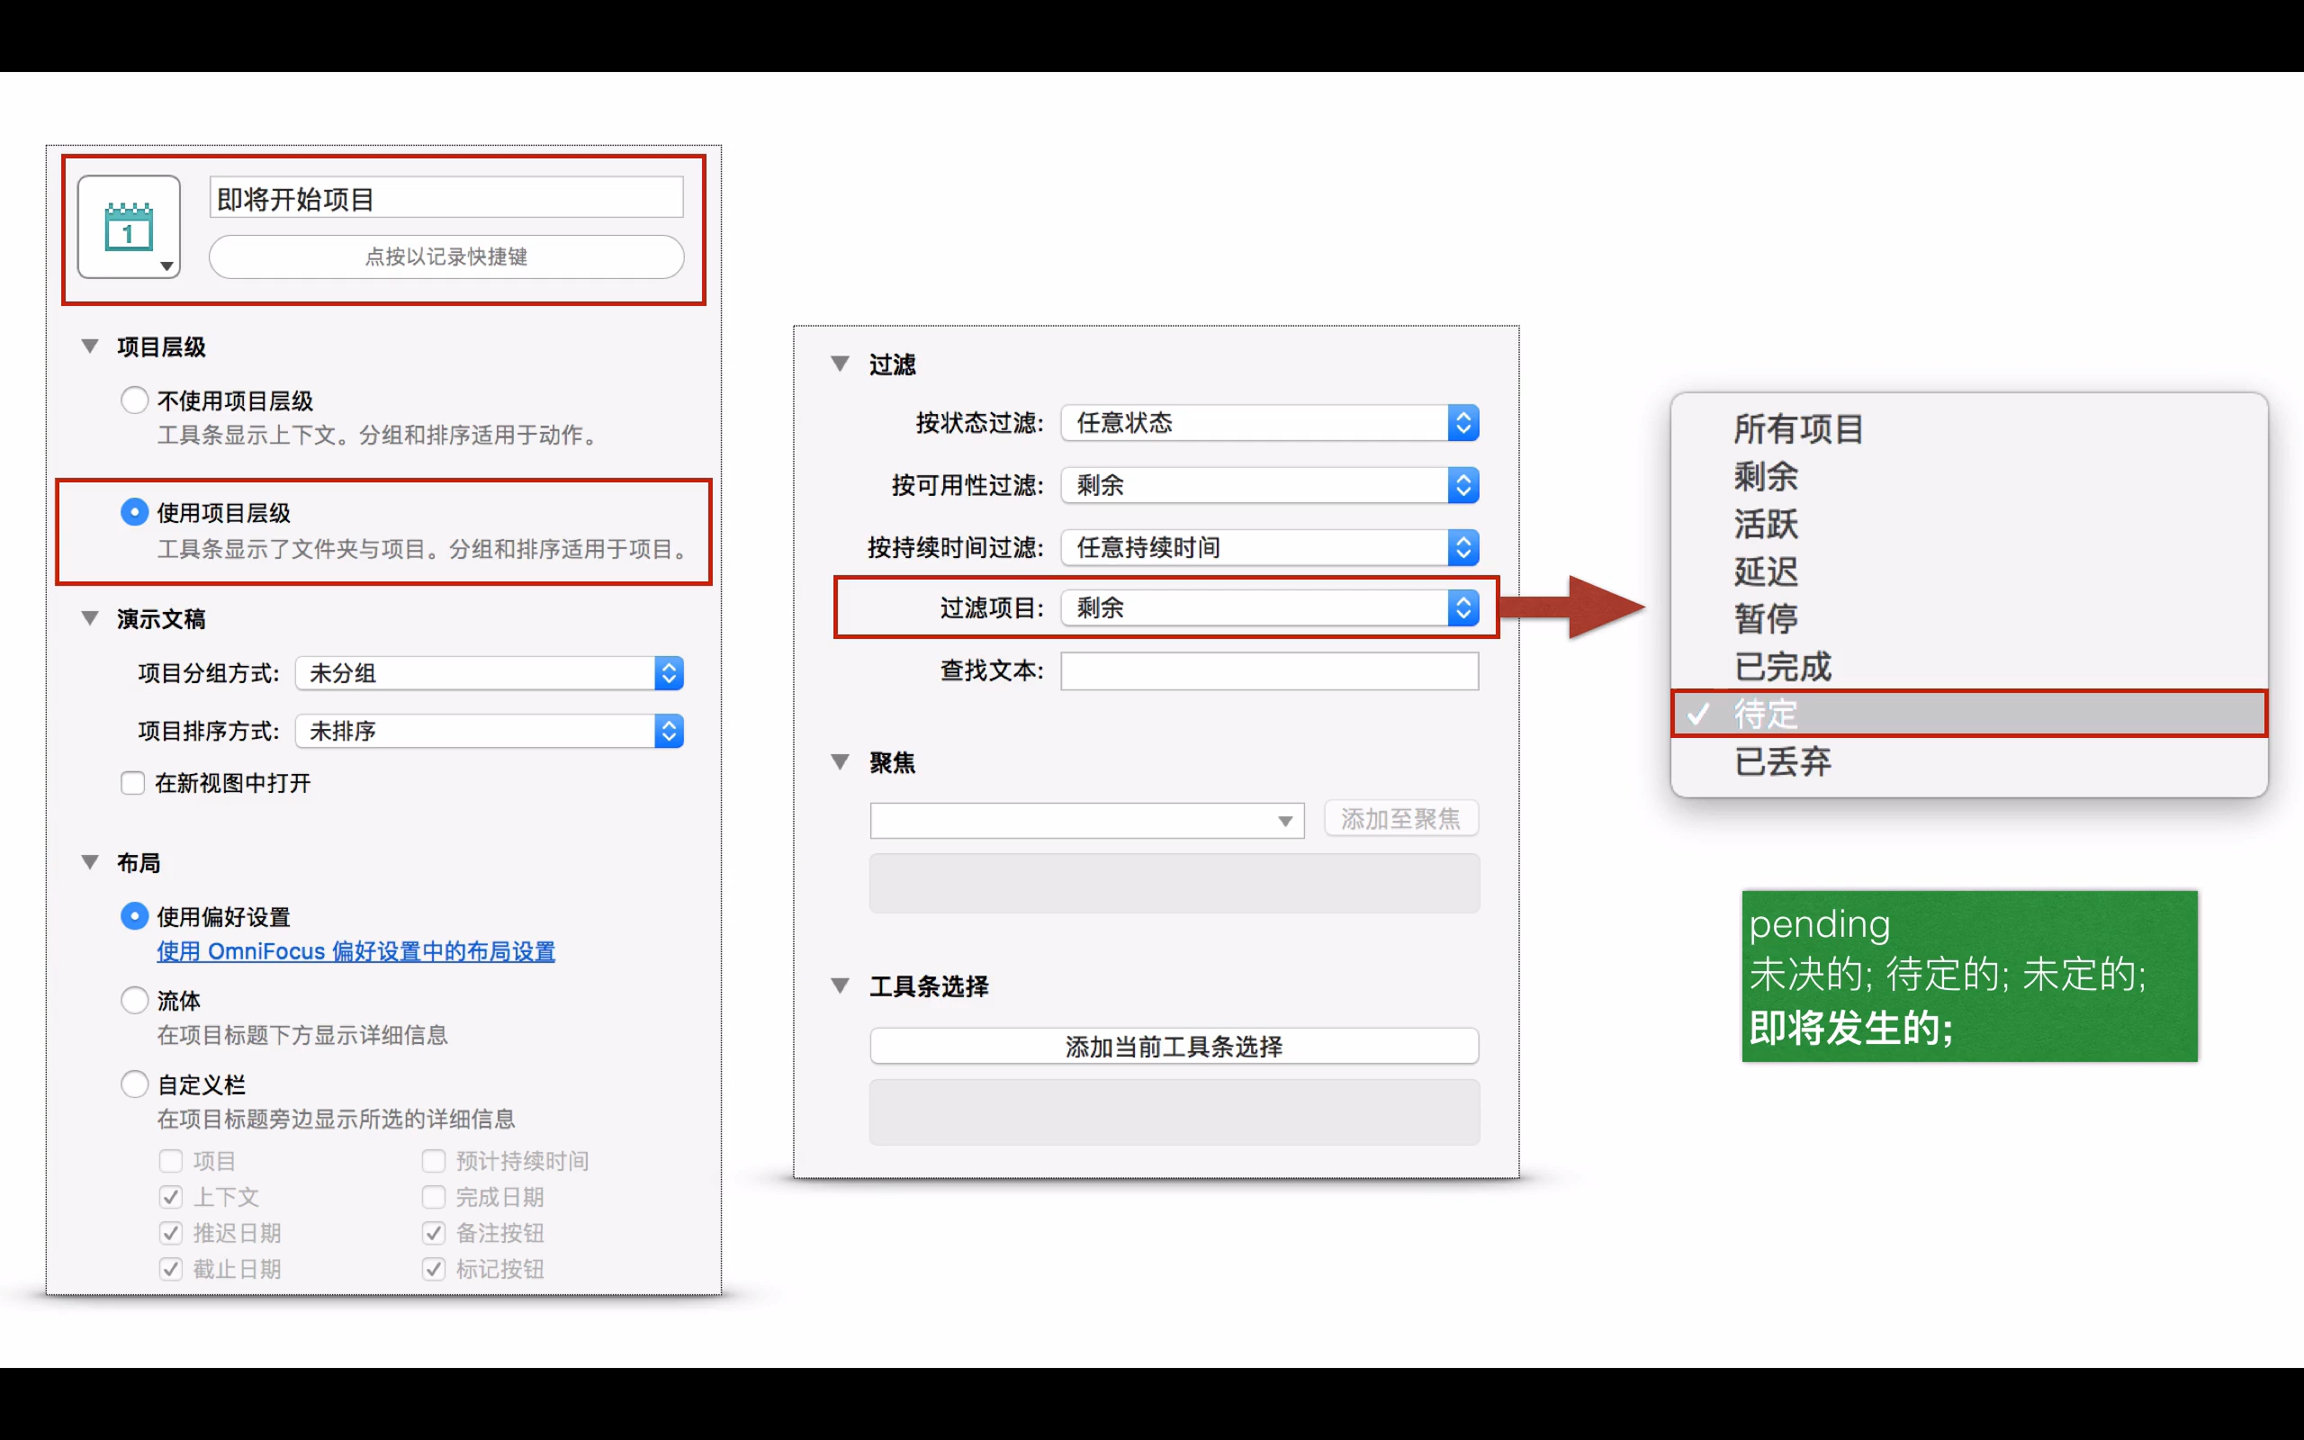 1
即将开始项目
点按以记录快捷键
项目层级
不使用项目层级
工具条显示上下文。分组和排序适用于动作。
使用项目层级
工具条显示了文件夹与项目。分组和排序适用于项目。
演示文稿
项目分组方式: 未分组
项目排序方式: 未排序
在新视图中打开
布局
使用偏好设置
使用 OmniFocus 偏好设置中的布局设置
流体
在项目标题下方显示详细信息
自定义栏
在项目标题旁边显示所选的详细信息
项目 预计持续时间
上下文 完成日期
推迟日期 备注按钮
截止日期 标记按钮
过滤
按状态过滤: 任意状态
按可用性过滤: 剩余
按持续时间过滤: 任意持续时间
过滤项目: 剩余
查找文本:
聚焦
添加至聚焦
工具条选择
添加当前工具条选择
所有项目
剩余
活跃
延迟
暂停
已完成
待定
已丢弃
pending
未决的; 待定的; 未定的;
即将发生的;